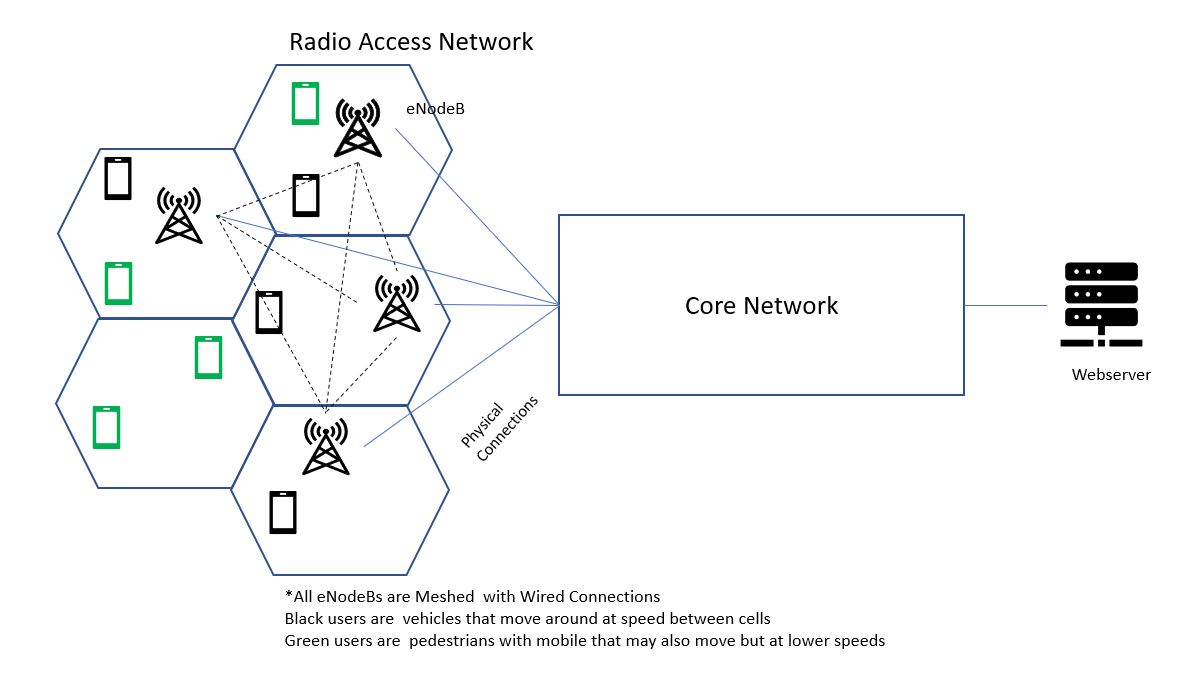 Radio Access Network
eNodeB
Core Network
Webserver
Physical
Connections
*All eNodeBs are Meshed  with Wired Connections
Black users are  vehicles that move around at speed between cells
Green users are  pedestrians with mobile that may also move but at lower speeds